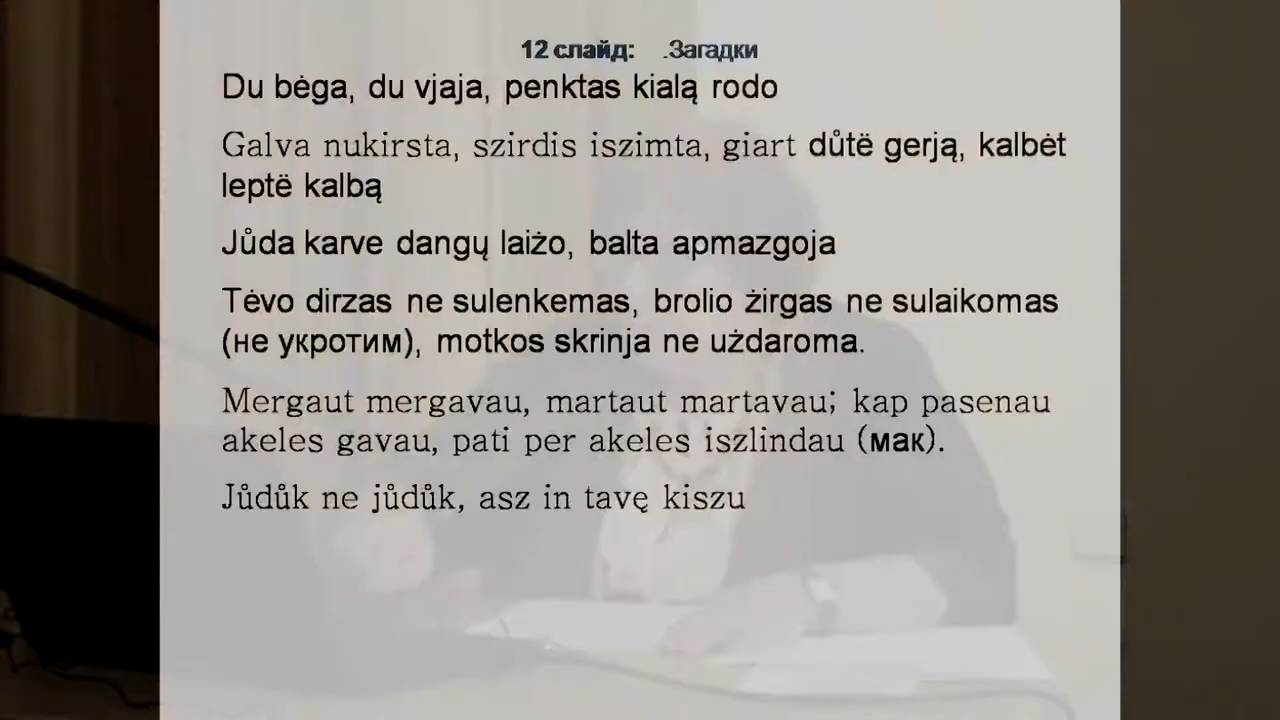 12 слайд: .Загадки
Du bėga, du vjaja, penktas kialą rodo
Galva nukirsta, szirdis iszimta, giart důtë gerją, kalbėt
leptë kalbą
Jůda karve dangų laiżo, balta apmazgoja
Tėvo dirzas ne sulenkemas, brolio żirgas ne sulaikomas
(не укротим), motkos skrinja ne użdaroma.
Mergaut mergavau, martaut martavau; kap pasenau
akeles gavau, pati per akeles iszlindau (мак).
Jůdůk ne jůdůk, asz in tavę kiszu